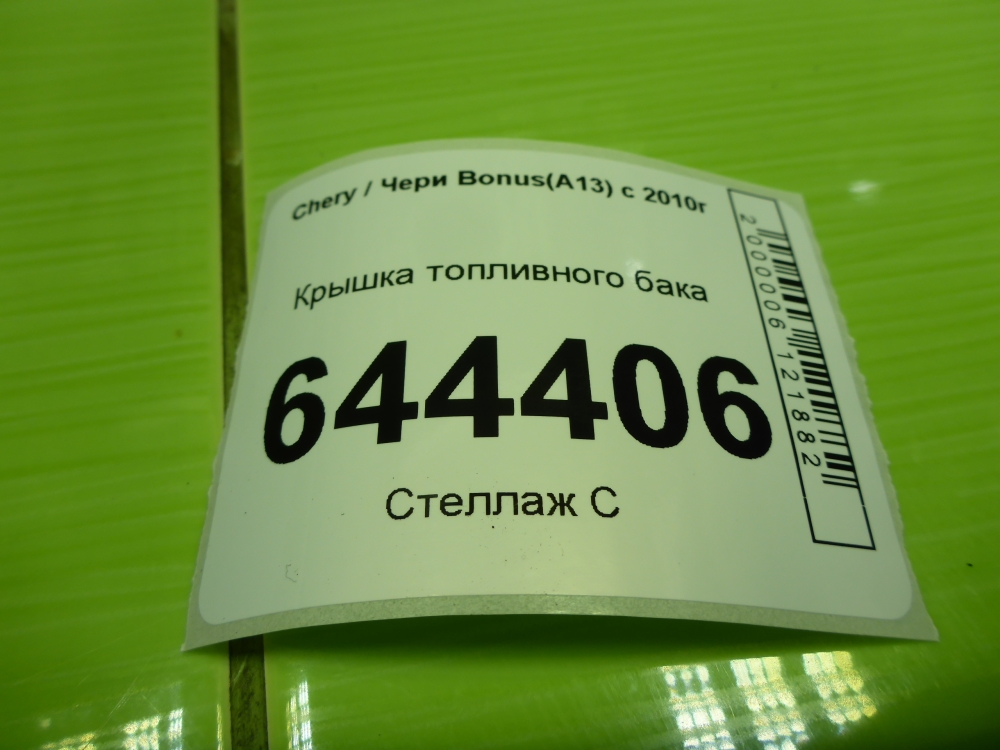 Chery / Чери Bonus(A13) с 2010г
Крышка топливного бака
644406
Стеллаж С
2000006121882